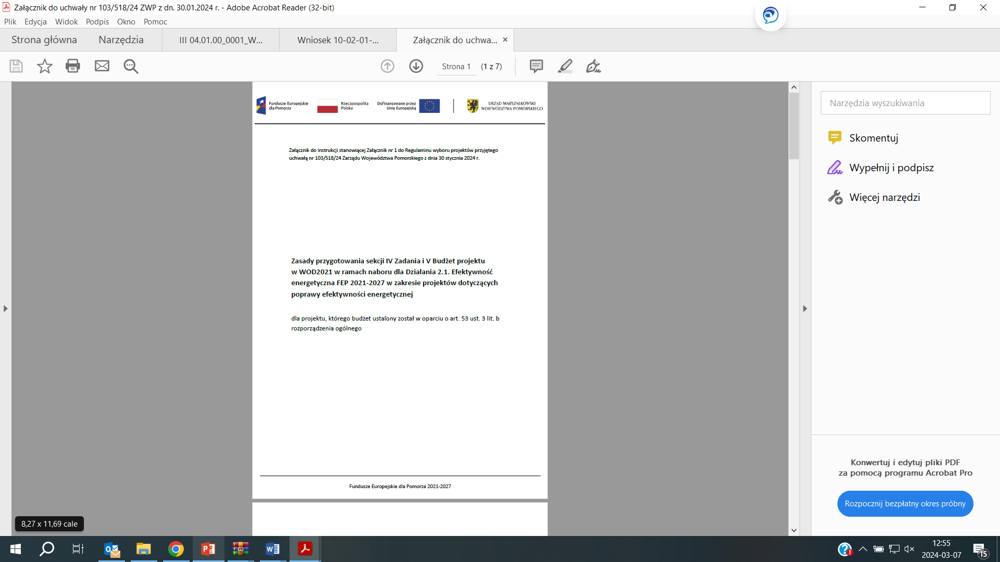 Załącznik do uchwały nr 103/518/24 ZWP z dn. 30.01.2024 r. - Adobe Acrobat Reader (32-bit)
Plik Edycja Widok Podpis Okno Pomoc
Strona główna Narzędzia III 04.01.00_0001_W... Wniosek 10-02-01-... Załącznik do uchwa... ×
Strona 1 (1 z 7)
Fundusze Europejskie
dla Pomorza
Rzeczpospolita
Polska
Dofinansowane przez
Unię Europejską
URZĄD MARSZAŁKOWSKI
WOJEWÓDZTWA POMORSKIEGO
Załącznik do Instrukcji stanowiącej Załącznik nr 1 do Regulaminu wyboru projektów przyjętego
uchwałą nr 103/518/24 Zarządu Województwa Pomorskiego z dnia 30 stycznia 2024 r.
Zasady przygotowania sekcji IV Zadania i V Budżet projektu
w WOD2021 w ramach naboru dla Działania 2.1. Efektywność
energetyczna FEP 2021-2027 w zakresie projektów dotyczących
poprawy efektywności energetycznej
dla projektu, którego budżet ustalony został w oparciu o art. 53 ust. 3 lit. b
rozporządzenia ogólnego
Fundusze Europejskie dla Pomorza 2021-2027
8,27 x 11,69 cale
Narzędzia wyszukiwania
Skomentuj
Wypełnij i podpisz
Więcej narzędzi
Konwertuj i edytuj pliki PDF
za pomocą programu Acrobat Pro
Rozpocznij bezpłatny okres próbny
12:55
2024-03-07
15